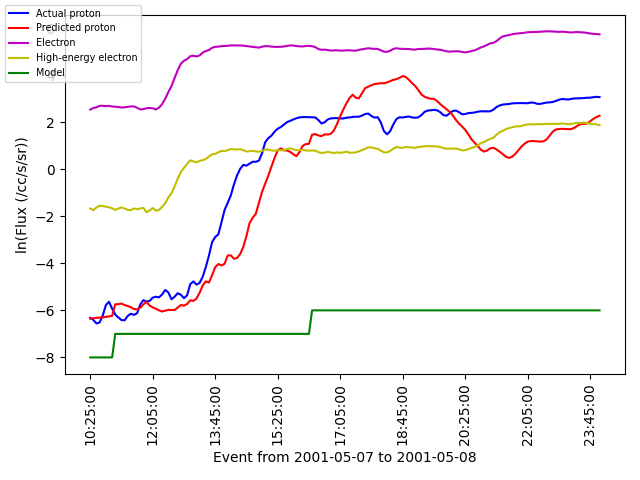 Actual proton
Predicted proton
Electron
High-energy electron
Model
2
0
−2
−4
−6
−8
ln(Flux (/cc/s/sr))
10:25:00
12:05:00
13:45:00
15:25:00
17:05:00
18:45:00
20:25:00
22:05:00
23:45:00
Event from 2001-05-07 to 2001-05-08